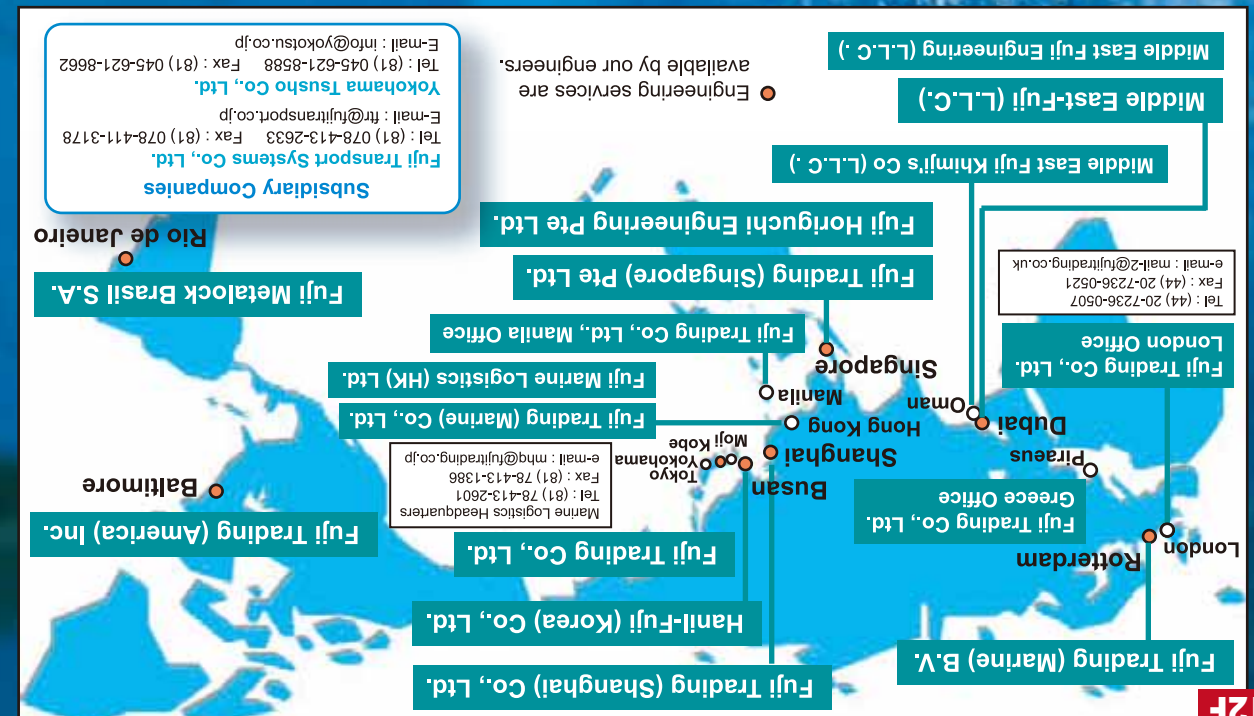 2F
Fuji Trading (Shanghai) Co., Ltd.
Fuji Trading (Marine) B.V.
Hanil-Fuji (Korea) Co., Ltd.
London
Rotterdam
Fuji Trading Co., Ltd.
Greece Office
Piraeus
Fuji Trading Co., Ltd.
Marine Logistics Headquarters
Tel : (81) 78-413-2601
Fax : (81) 78-413-1386
e-mail : mhq@fujitrading.co.jp
Fuji Trading (America) Inc.
Baltimore
Busan
Shanghai
Tokyo
Yokohama
Kobe
Moji
Dubai
Oman
Hong Kong
Manila
Singapore
Fuji Trading (Marine) Co., Ltd.
Fuji Marine Logistics (HK) Ltd.
Fuji Trading Co., Ltd., Manila Office
Fuji Trading Co., Ltd.
London Office
Tel : (44) 20-7236-0507
Fax : (44) 20-7236-0521
e-mail : mail-2@fujitrading.co.uk
Fuji Trading (Singapore) Pte Ltd.
Fuji Horiguchi Engineering Pte Ltd.
Fuji Metalock Brasil S.A.
Rio de Janeiro
Middle East Fuji Khimji's Co (L.L.C .)
Middle East-Fuji (L.L.C.)
Middle East Fuji Engineering (L.L.C .)
Engineering services are
available by our engineers.
Subsidiary Companies
Fuji Transport Systems Co., Ltd.
Tel : (81) 078-413-2633 Fax : (81) 078-411-3178
E-mail : ftr@fujitransport.co.jp
Yokohama Tsusho Co., Ltd.
Tel : (81) 045-621-8588 Fax : (81) 045-621-8662
E-mail : info@yokotsu.co.jp